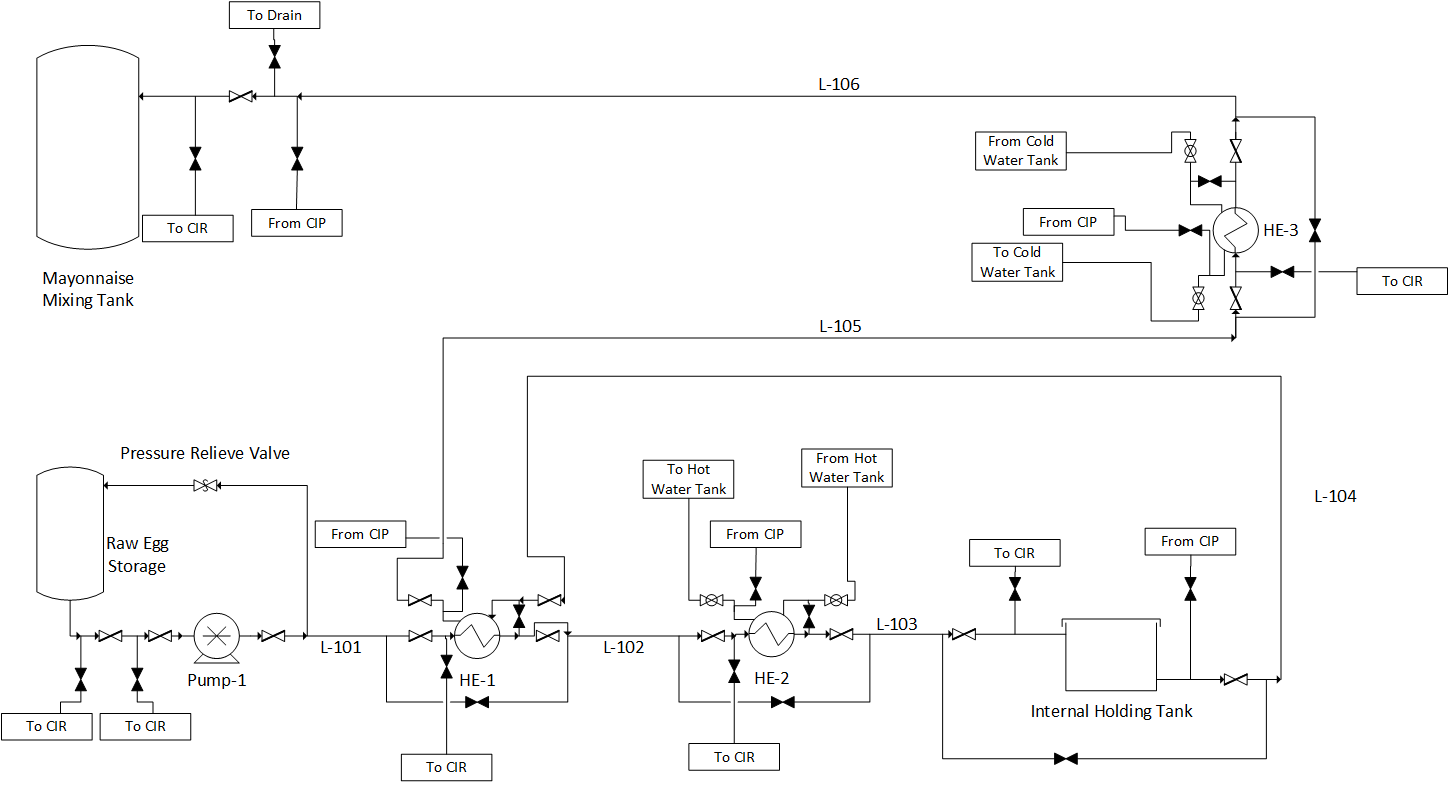 To Drain
L-106
From Cold
Water Tank
To CIR
From CIP
From CIP
HE-3
To Cold
Water Tank
To CIR
Mayonnaise
Mixing Tank
L-105
Pressure Relieve Valve
From Hot
Water Tank
To Hot
Water Tank
L-104
From CIP
From CIP
Raw Egg
Storage
To CIR
From CIP
L-101
L-102
L-103
Pump-1
HE-1
HE-2
Internal Holding Tank
To CIR
To CIR
To CIR
To CIR